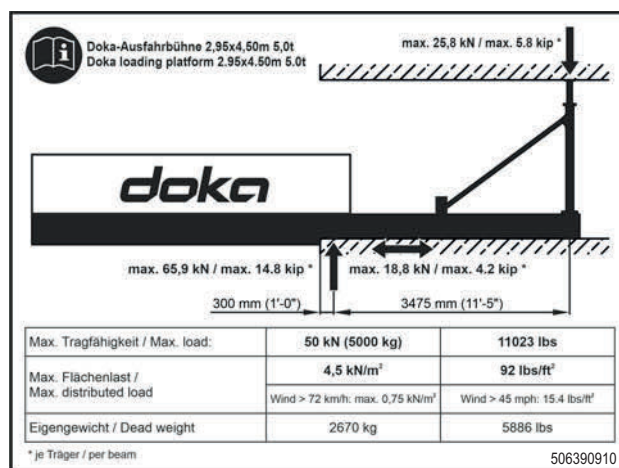 Doka-Ausfahrbühne 2,95x4,50m 5,0t
Doka loading platform 2.95x4.50m 5.0t
max. 25,8 kN / max. 5.8 kip *
doka
max. 65,9 kN / max. 14.8 kip *
max. 18,8 kN / max. 4.2 kip *
300 mm (1'-0")
3475 mm (11'-5")
Max. Tragfähigkeit / Max. load:
50 kN (5000 kg)
11023 lbs
Max. Flächenlast /
Max. distributed load
4,5 kN/m²
92 lbs/ft²
Wind > 72 km/h: max. 0,75 kN/m²
Wind > 45 mph: 15.4 lbs/ft²
Eigengewicht / Dead weight
2670 kg
5886 lbs
* je Träger / per beam
506390910